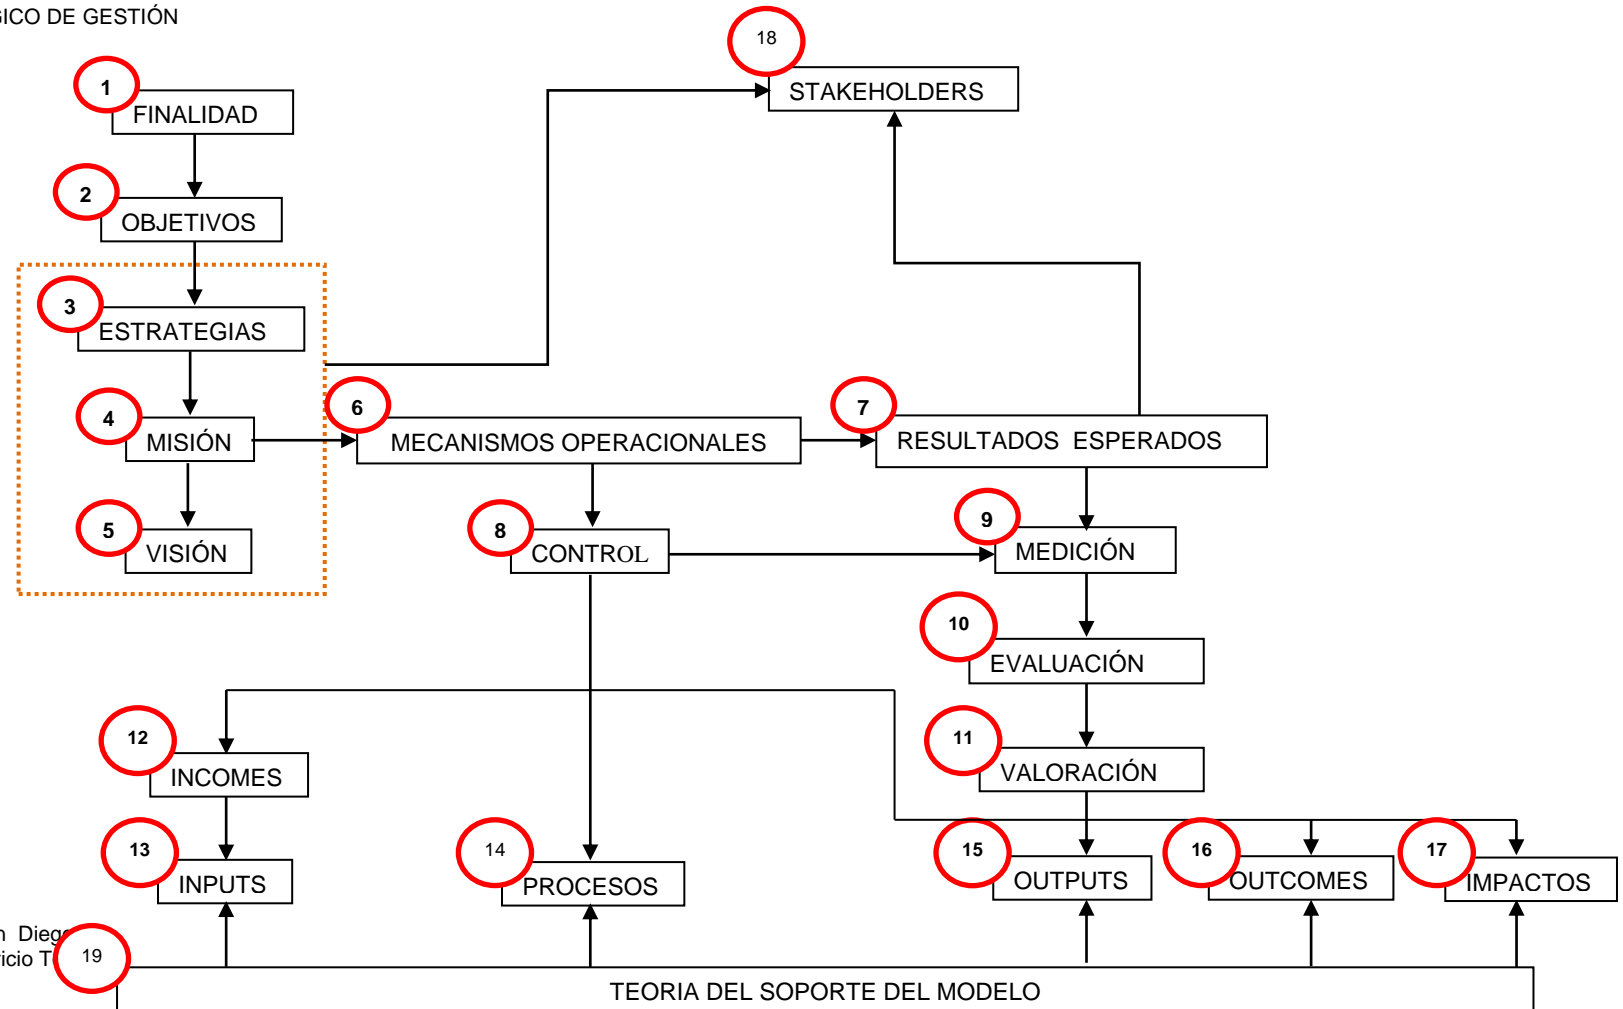 GICO DE GESTIÓN
18
STAKEHOLDERS
1
FINALIDAD
2
OBJETIVOS
3
ESTRATEGIAS
4
MISIÓN
5
VISIÓN
6
MECANISMOS OPERACIONALES
7
RESULTADOS ESPERADOS
8
CONTROL
9
MEDICIÓN
10
EVALUACIÓN
11
VALORACIÓN
12
INCOMES
13
INPUTS
14
PROCESOS
15
OUTPUTS
16
OUTCOMES
17
IMPACTOS
n Diego
icio T
19
TEORIA DEL SOPORTE DEL MODELO